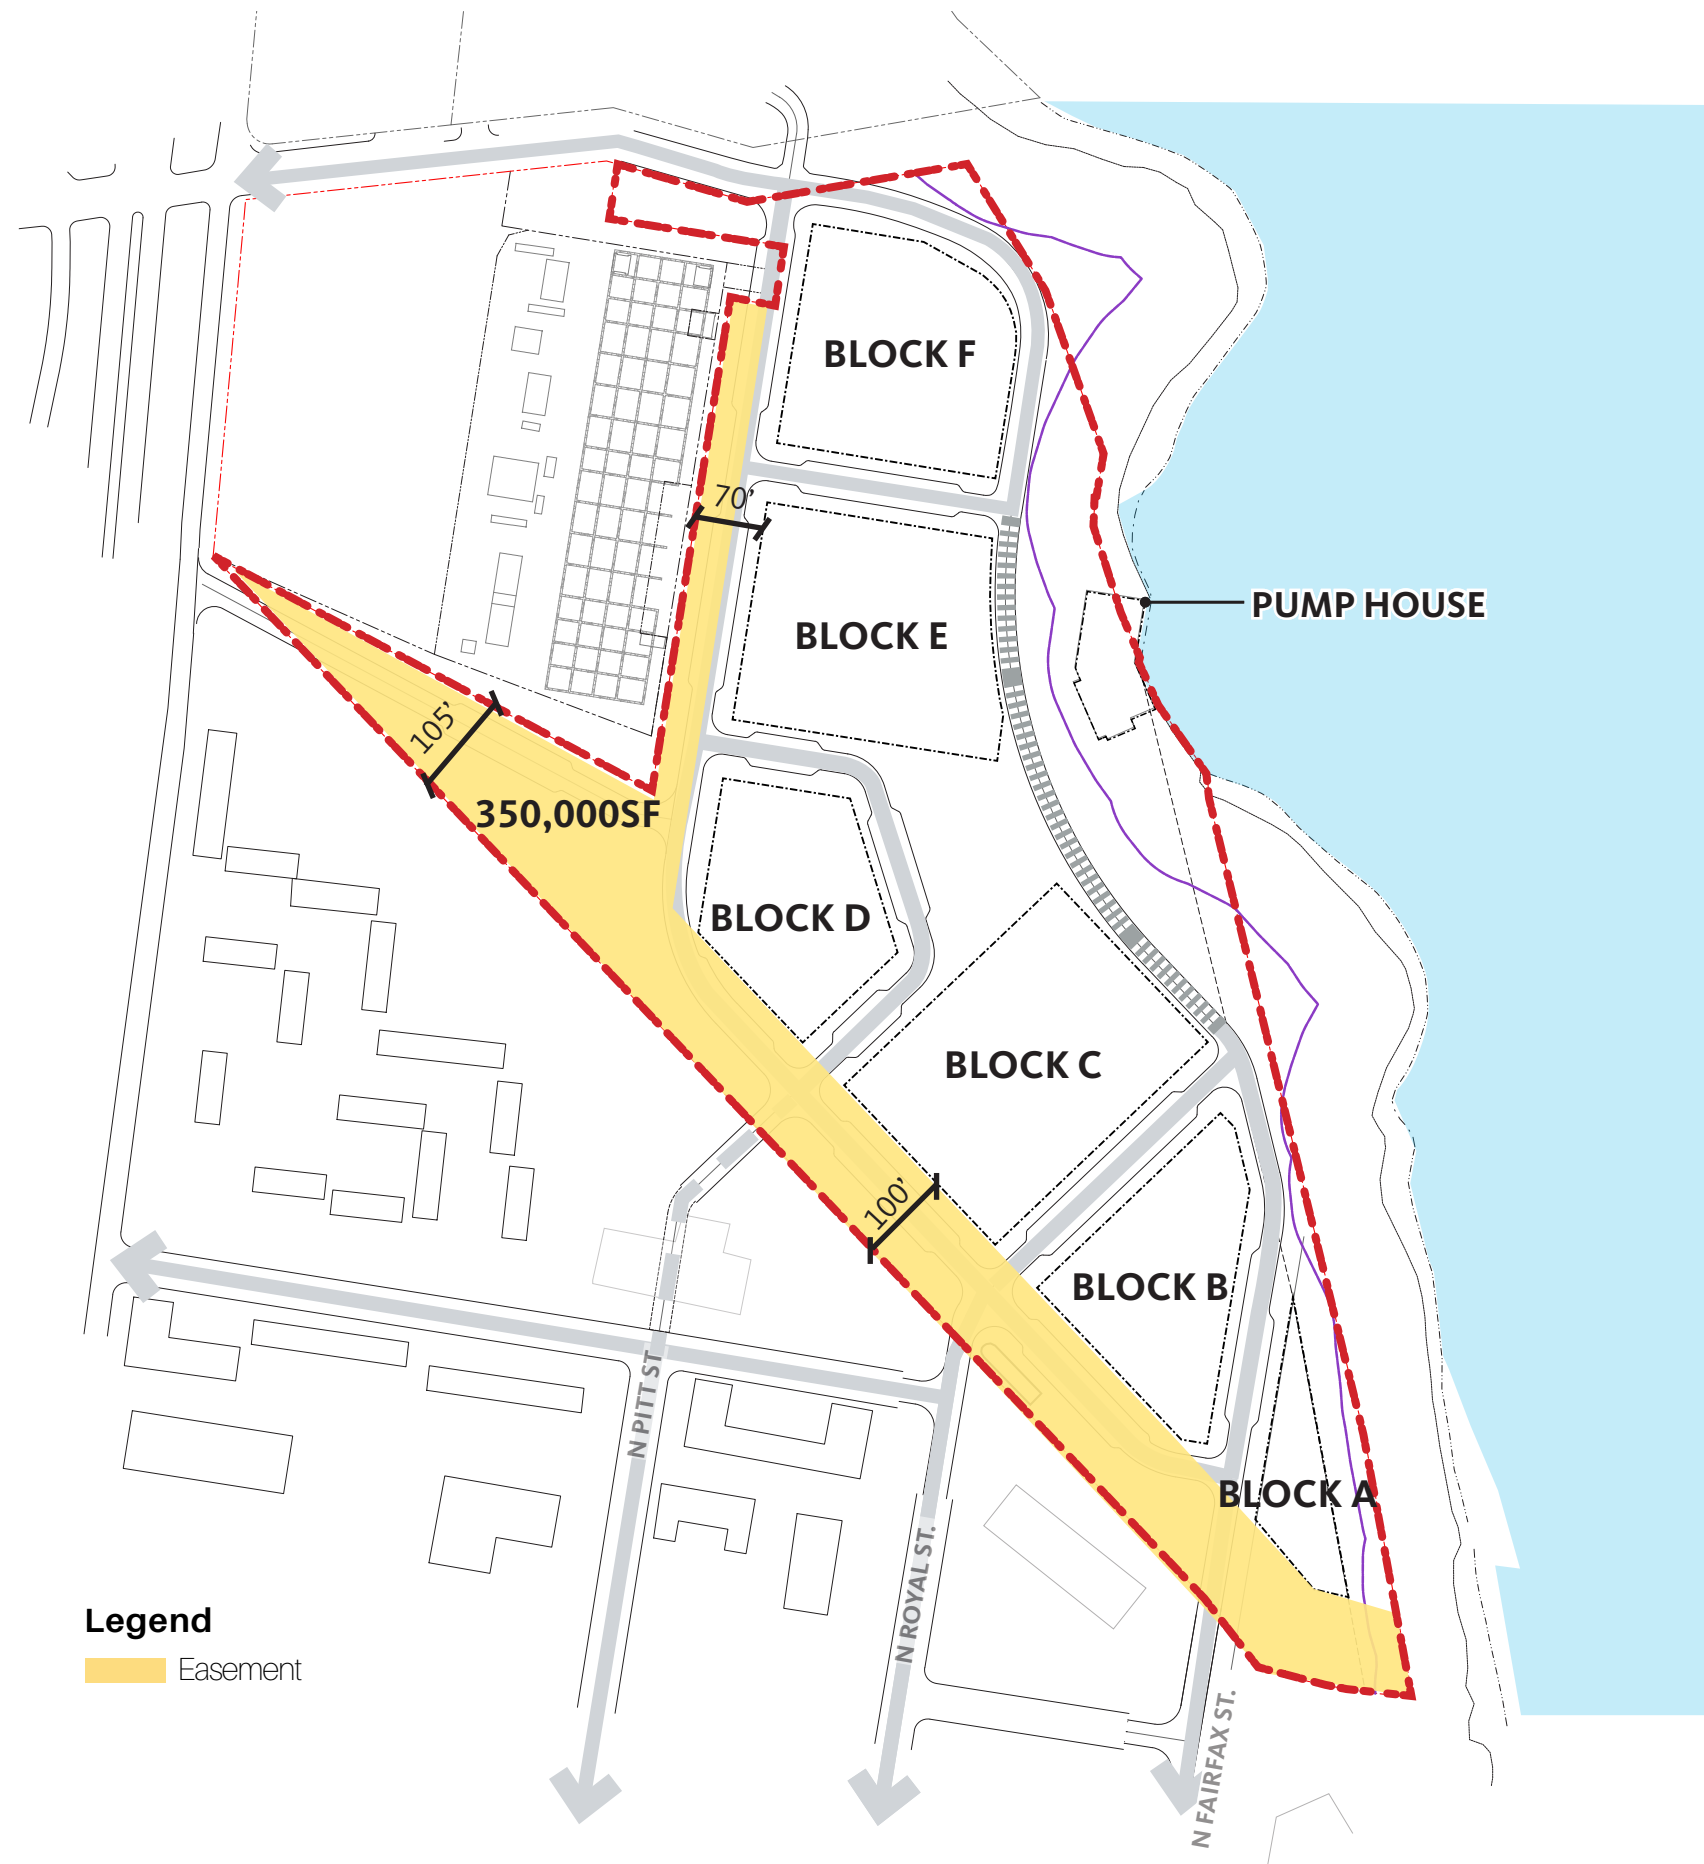 BLOCK F
70'
PUMP HOUSE
BLOCK E
105'
350,000SF
BLOCK D
BLOCK C
100'
BLOCK B
N PITT ST
BLOCK A
N ROYAL ST.
Legend
Easement
N FAIRFAX ST.